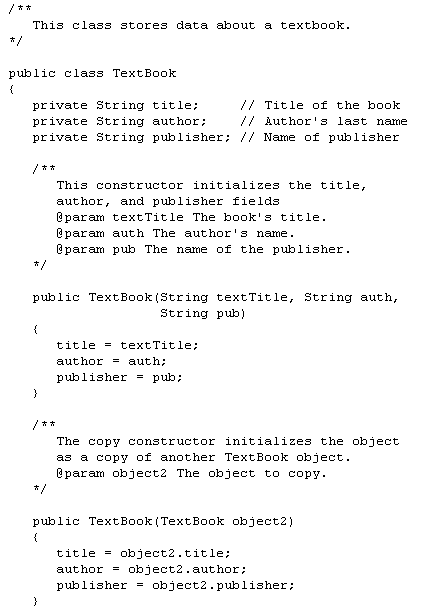 /**
   This class stores data about a textbook.
*/

public class TextBook
{
   private String title;     // Title of the book
   private String author;    // Author's last name
   private String publisher; // Name of publisher

   /**
      This constructor initializes the title,
      author, and publisher fields
      @param textTitle The book's title.
      @param auth The author's name.
      @param pub The name of the publisher.
   */

   public TextBook(String textTitle, String auth,
                   String pub)
   {
      title = textTitle;
      author = auth;
      publisher = pub;
   }

   /**
      The copy constructor initializes the object
      as a copy of another TextBook object.
      @param object2 The object to copy.
   */

   public TextBook(TextBook object2)
   {
      title = object2.title;
      author = object2.author;
      publisher = object2.publisher;
   }